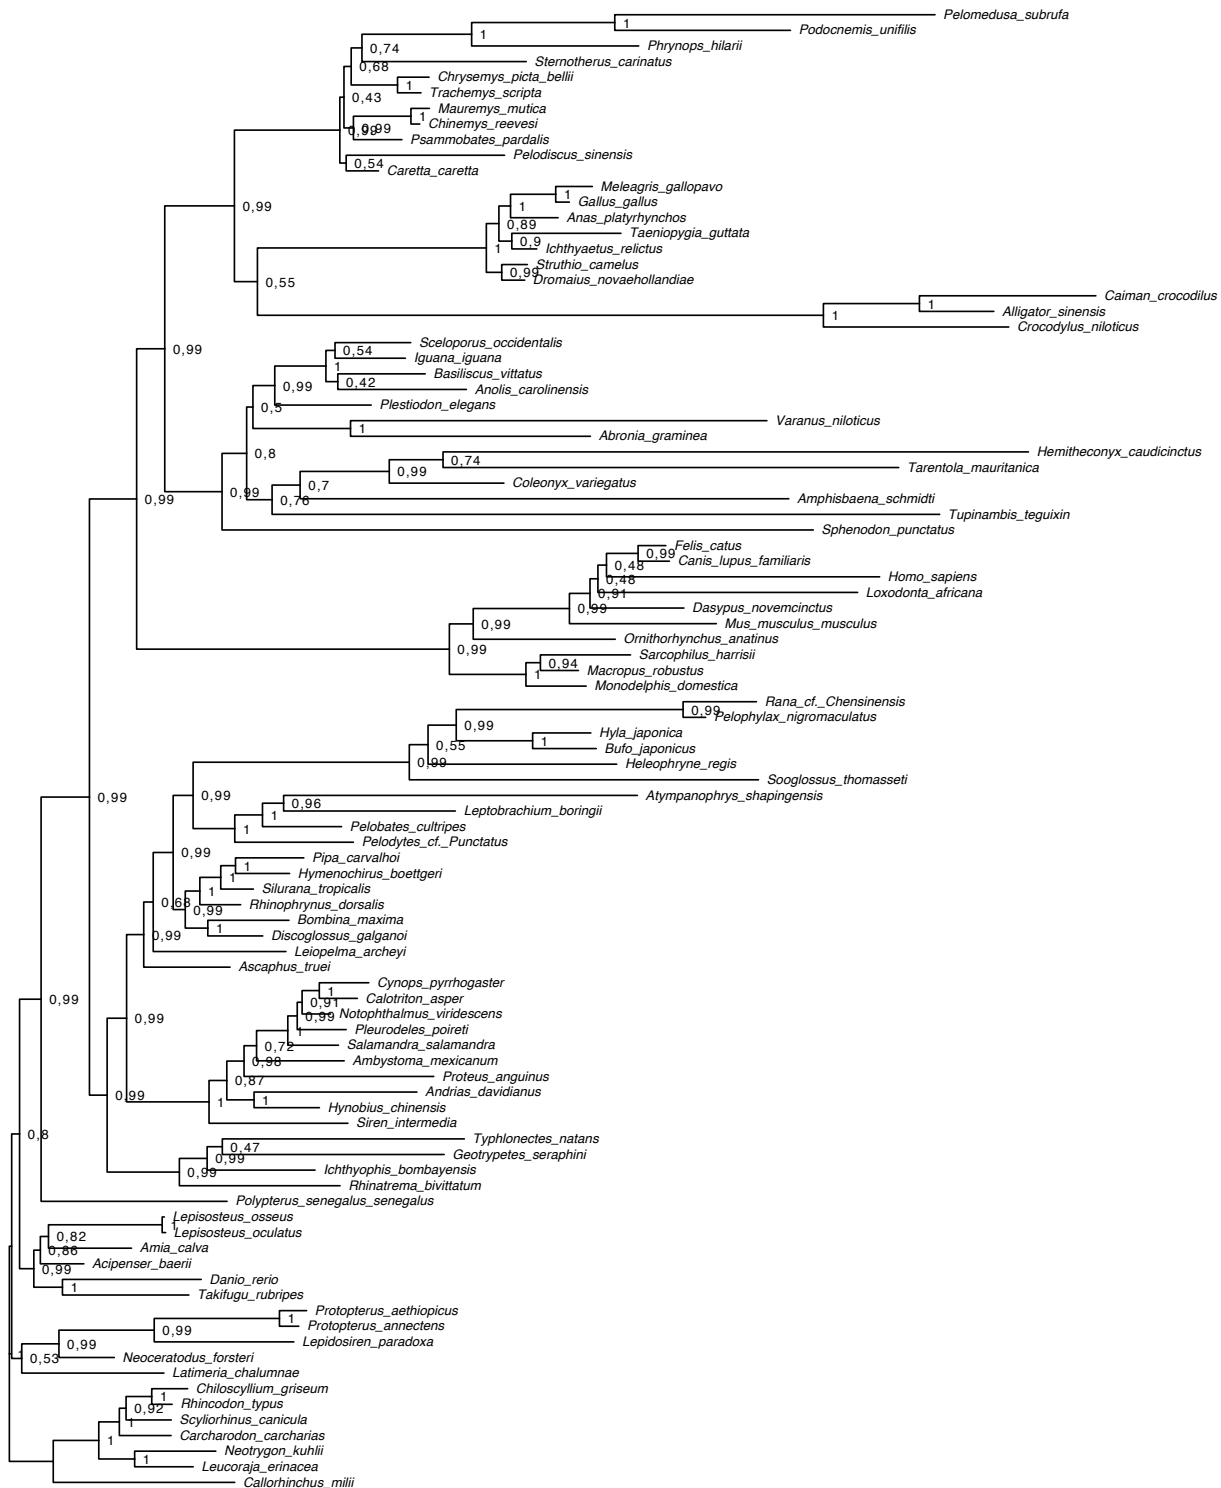 Pelomedusa_subrufa
1
Podocnemis_unifilis
1
Phrynops_hilarii
0,74
Sternotherus_carinatus
0,68
Chrysemys_picta_bellii
1
Trachemys_scripta
0,43
Mauremys_mutica
1
Chinemys_reevesi
0,99
0,99
Psammobates_pardalis
Pelodiscus_sinensis
0,54
Caretta_caretta
Meleagris_gallopavo
1
Gallus_gallus
0,99
1
Anas_platyrhynchos
0,89
Taeniopygia_guttata
0,9
1
Ichthyaetus_relictus
Struthio_camelus
0,99
Dromaius_novaehollandiae
0,55
Caiman_crocodilus
1
Alligator_sinensis
1
Crocodylus_niloticus
Sceloporus_occidentalis
0,99
0,54
Iguana_iguana
1
Basiliscus_vittatus
0,42
0,99
Anolis_carolinensis
Plestiodon_elegans
0,5
Varanus_niloticus
1
Abronia_graminea
0,8
Hemitheconyx_caudicinctus
0,74
Tarentola_mauritanica
0,99
Coleonyx_variegatus
0,7
0,99
0,99
0,76
Amphisbaena_schmidti
Tupinambis_teguixin
Sphenodon_punctatus
Felis_catus
0,99
Canis_lupus_familiaris
0,48
Homo_sapiens
0,48
Loxodonta_africana
0,91
Dasypus_novemcinctus
0,99
Mus_musculus_musculus
0,99
Ornithorhynchus_anatinus
0,99
Sarcophilus_harrisii
0,94
Macropus_robustus
1
Monodelphis_domestica
Rana_cf._Chensinensis
0,99
Pelophylax_nigromaculatus
0,99
Hyla_japonica
1
0,55
Bufo_japonicus
0,99
Heleophryne_regis
Sooglossus_thomasseti
0,99
0,99
Atympanophrys_shapingensis
0,96
Leptobrachium_boringii
1
Pelobates_cultripes
1
Pelodytes_cf._Punctatus
0,99
Pipa_carvalhoi
1
Hymenochirus_boettgeri
1
Silurana_tropicalis
1
0,68
Rhinophrynus_dorsalis
0,99
Bombina_maxima
1
Discoglossus_galganoi
0,99
Leiopelma_archeyi
Ascaphus_truei
Cynops_pyrrhogaster
1
Calotriton_asper
0,99
0,91
Notophthalmus_viridescens
0,99
0,99
Pleurodeles_poireti
1
Salamandra_salamandra
0,72
Ambystoma_mexicanum
0,98
Proteus_anguinus
0,87
Andrias_davidianus
0,99
1
1
Hynobius_chinensis
Siren_intermedia
0,8
Typhlonectes_natans
0,47
Geotrypetes_seraphini
0,99
Ichthyophis_bombayensis
0,99
Rhinatrema_bivittatum
Polypterus_senegalus_senegalus
Lepisosteus_osseus
1
Lepisosteus_oculatus
0,82
Amia_calva
0,86
Acipenser_baerii
0,99
Danio_rerio
1
Takifugu_rubripes
Protopterus_aethiopicus
1
Protopterus_annectens
0,99
Lepidosiren_paradoxa
0,99
1
0,53
Neoceratodus_forsteri
Latimeria_chalumnae
Chiloscyllium_griseum
1
Rhincodon_typus
0,92
Scyliorhinus_canicula
1
Carcharodon_carcharias
1
Neotrygon_kuhlii
1
Leucoraja_erinacea
Callorhinchus_milii